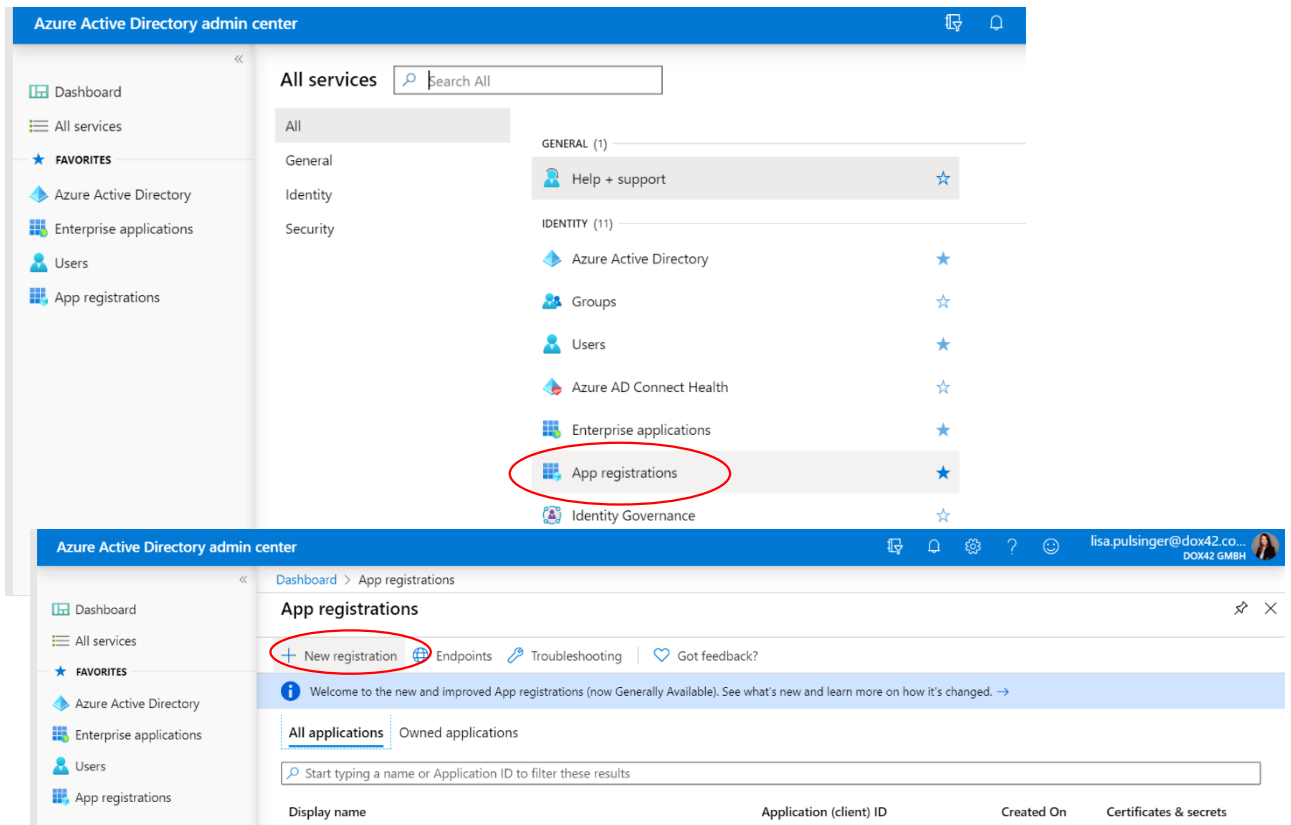 Azure Active Directory admin center
«
Dashboard
All services
FAVORITES
Azure Active Directory
Enterprise applications
Users
App registrations
All services
Search All
All
General
Identity
Security
GENERAL (1)
Help + support
IDENTITY (11)
Azure Active Directory
Groups
Users
Azure AD Connect Health
Enterprise applications
App registrations
Identity Governance
Azure Active Directory admin center
lisa.pulsinger@dox42.co...
DOX42 GMBH
«
Dashboard
All services
FAVORITES
Azure Active Directory
Enterprise applications
Users
App registrations
Dashboard > App registrations
App registrations
+ New registration Endpoints Troubleshooting Got feedback?
Welcome to the new and improved App registrations (now Generally Available). See what's new and learn more on how it's changed. →
All applications Owned applications
Start typing a name or Application ID to filter these results
Display name Application (client) ID Created On Certificates & secrets